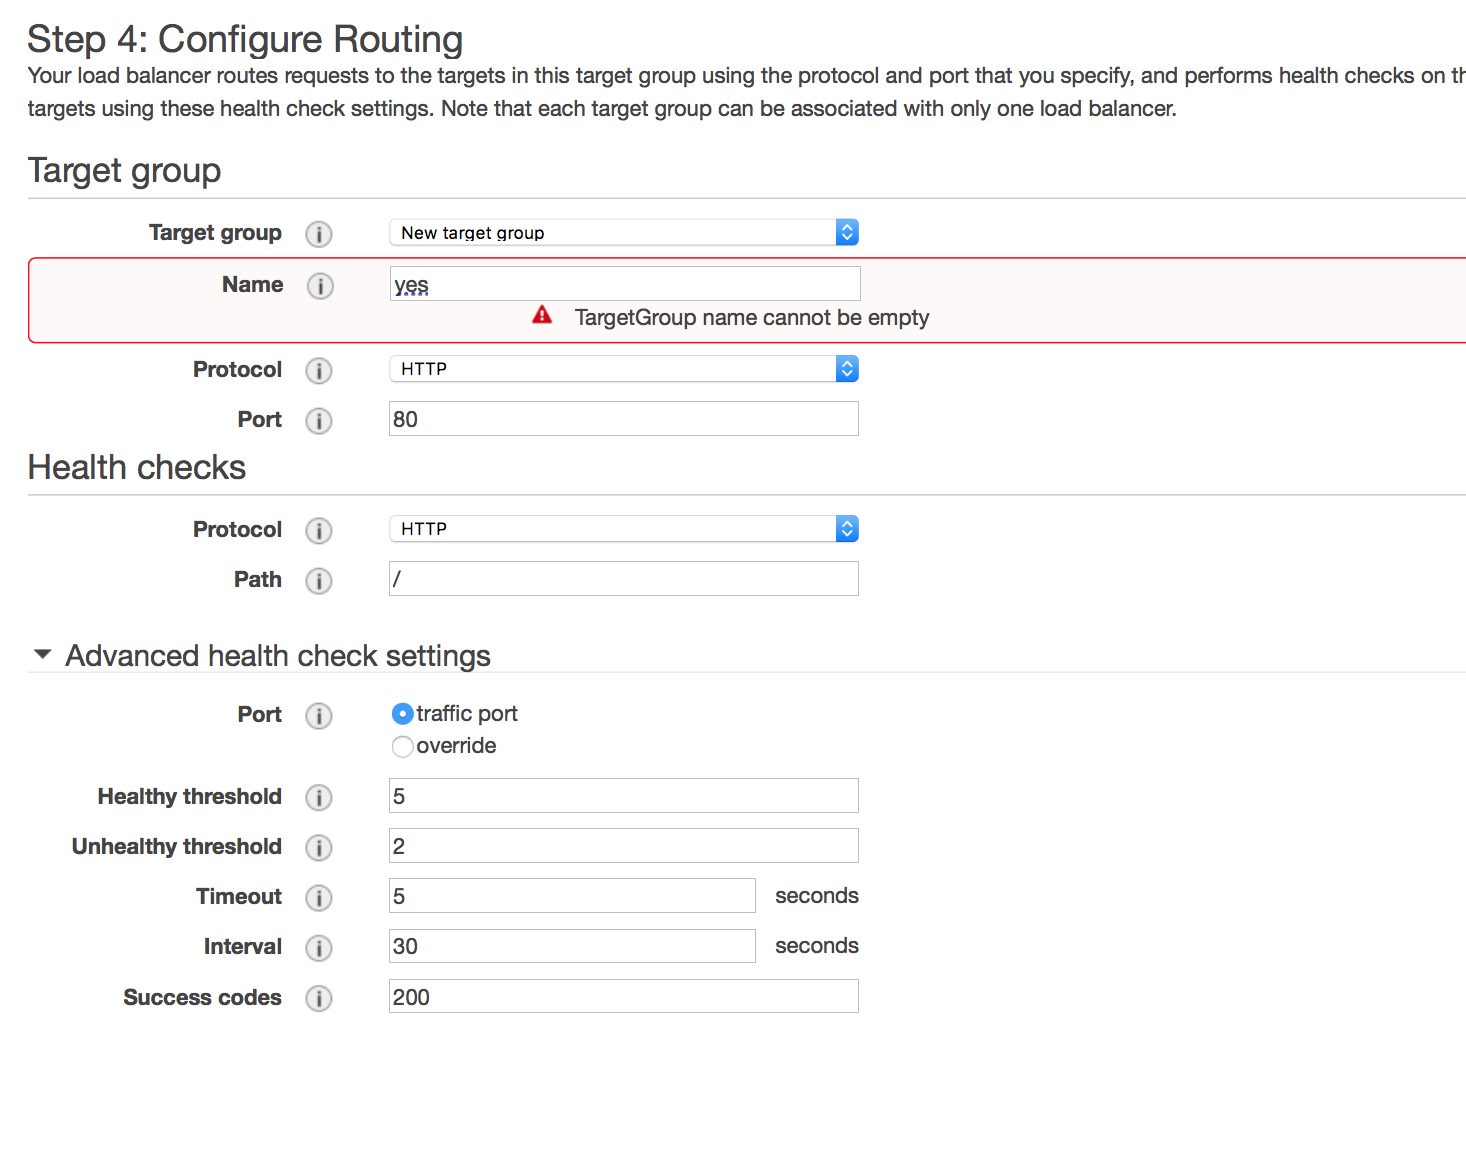 Step 4: Configure Routing
Your load balancer routes requests to the targets in this target group using the protocol and port that you specify, and performs health checks on
targets using these health check settings. Note that each target group can be associated with only one load balancer.
Target group
Target group New target group
Name yes
TargetGroup name cannot be empty
Protocol HTTP
Port 80
Health checks
Protocol HTTP
Path /
Advanced health check settings
Port traffic port
override
Healthy threshold 5
Unhealthy threshold 2
Timeout 5 seconds
Interval 30 seconds
Success codes 200